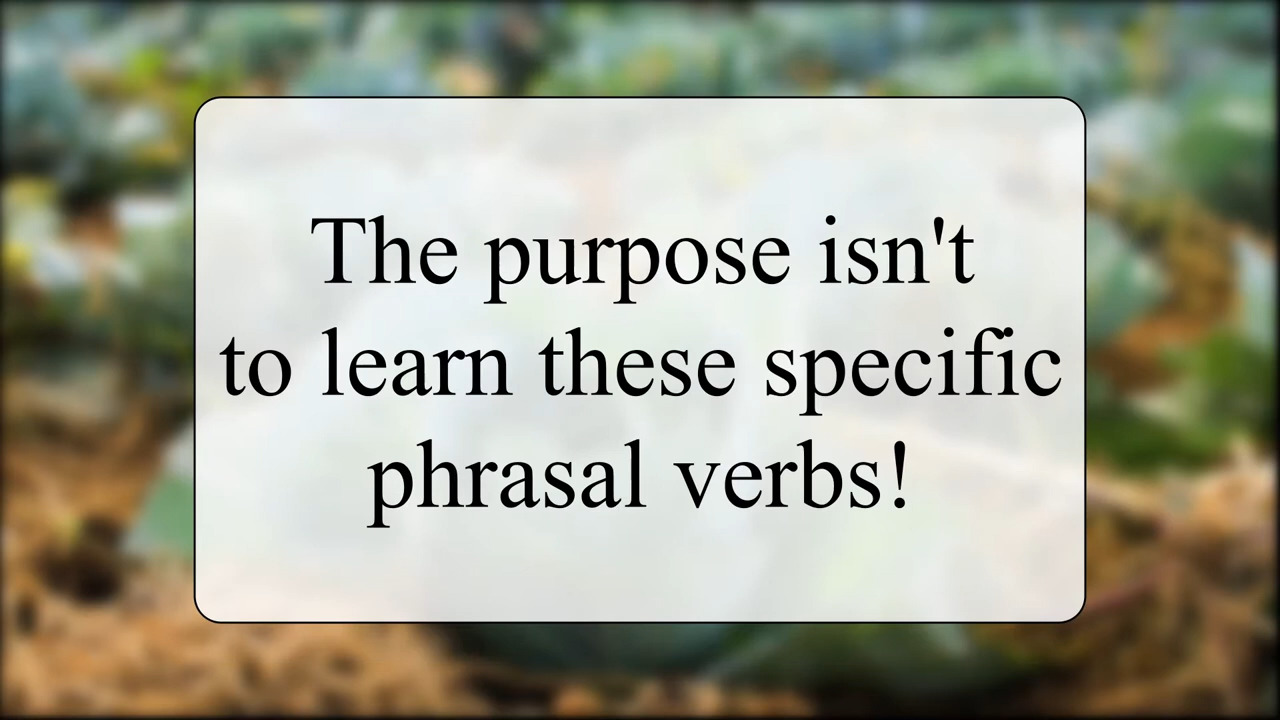 The purpose isn't
to learn these specific
phrasal verbs!